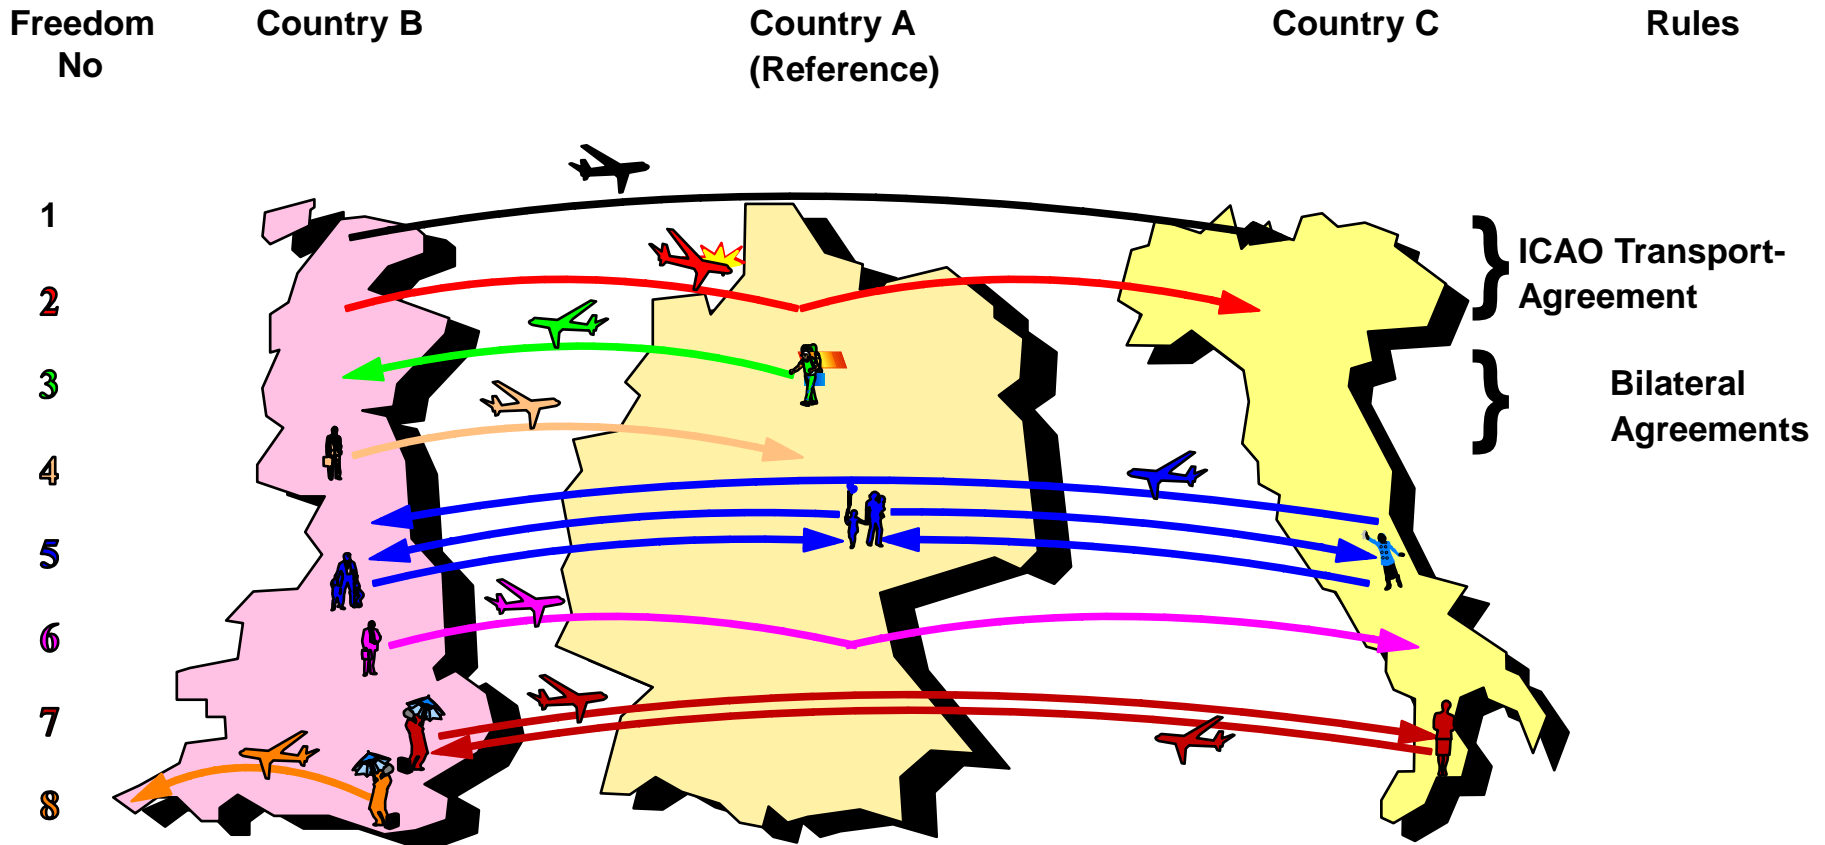 Freedom
No
Country B
Country A
(Reference)
Country C
Rules
1
2
3
4
5
6
7
8
ICAO Transport-
Agreement
Bilateral
Agreements